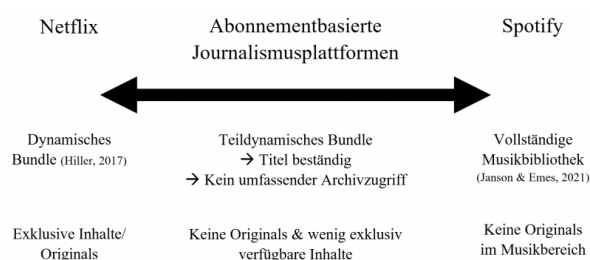 Netflix
Abonnementbasierte
Journalismusplattformen
Spotify
Dynamisches
Bundle (Hiller, 2017)
Teildynamisches Bundle
→ Titel beständig
→ Kein umfassender Archivzugriff
Vollständige
Musikbibliothek
(Janson & Emes, 2021)
Exklusive Inhalte/
Originals
Keine Originals & wenig exklusiv
verfügbare Inhalte
Keine Originals
im Musikbereich